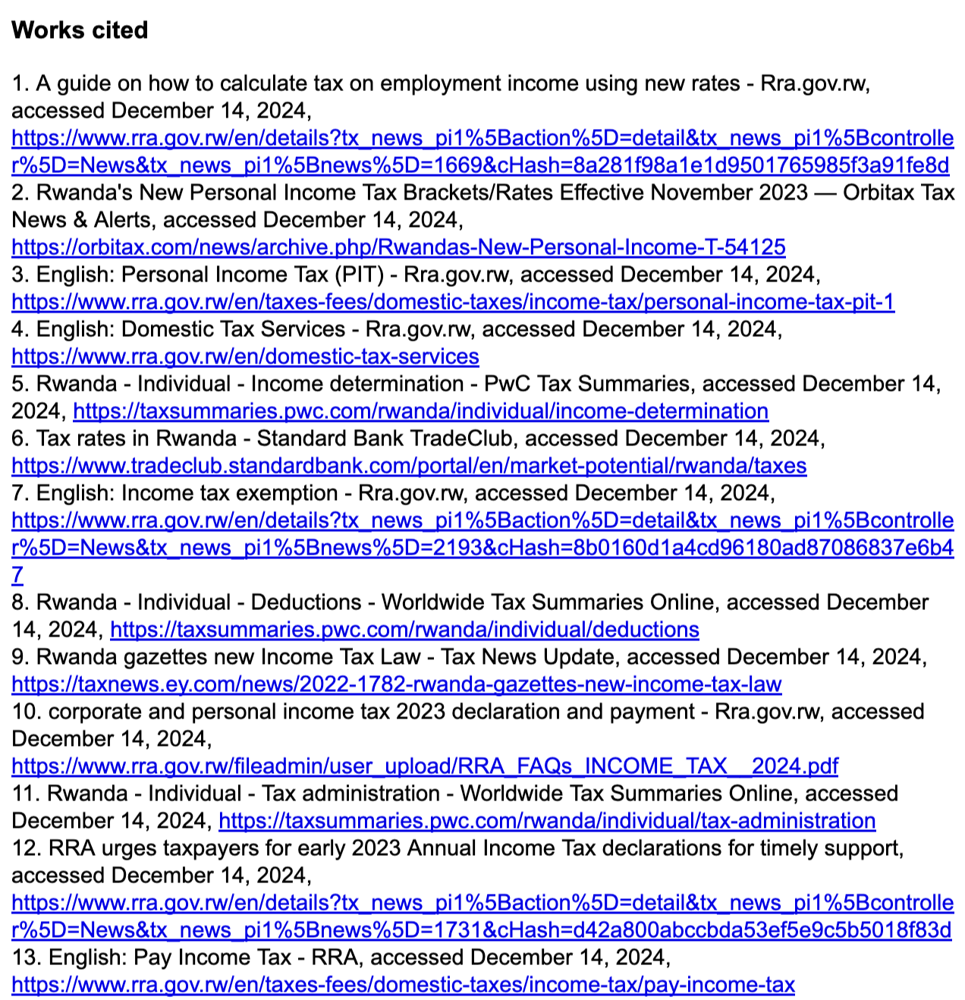 Works cited
1. A guide on how to calculate tax on employment income using new rates - Rra.gov.rw,
accessed December 14, 2024,
https://www.rra.gov.rw/en/details?tx_news_pi1%5Baction%5D=detail&tx_news_pi1%5Bcontrolle
r%5D=News&tx_news_pi1%5Bnews%5D=1669&cHash=8a281f98a1e1d9501765985f3a91fe8d
2. Rwanda's New Personal Income Tax Brackets/Rates Effective November 2023 — Orbitax Tax
News & Alerts, accessed December 14, 2024,
https://orbitax.com/news/archive.php/Rwandas-New-Personal-Income-T-54125
3. English: Personal Income Tax (PIT) - Rra.gov.rw, accessed December 14, 2024,
https://www.rra.gov.rw/en/taxes-fees/domestic-taxes/income-tax/personal-income-tax-pit-1
4. English: Domestic Tax Services - Rra.gov.rw, accessed December 14, 2024,
https://www.rra.gov.rw/en/domestic-tax-services
5. Rwanda - Individual - Income determination - PwC Tax Summaries, accessed December 14,
2024, https://taxsummaries.pwc.com/rwanda/individual/income-determination
6. Tax rates in Rwanda - Standard Bank TradeClub, accessed December 14, 2024,
https://www.tradeclub.standardbank.com/portal/en/market-potential/rwanda/taxes
7. English: Income tax exemption - Rra.gov.rw, accessed December 14, 2024,
https://www.rra.gov.rw/en/details?tx_news_pi1%5Baction%5D=detail&tx_news_pi1%5Bcontrolle
r%5D=News&tx_news_pi1%5Bnews%5D=2193&cHash=8b0160d1a4cd96180ad87086837e6b4
7
8. Rwanda - Individual - Deductions - Worldwide Tax Summaries Online, accessed December
14, 2024, https://taxsummaries.pwc.com/rwanda/individual/deductions
9. Rwanda gazettes new Income Tax Law - Tax News Update, accessed December 14, 2024,
https://taxnews.ey.com/news/2022-1782-rwanda-gazettes-new-income-tax-law
10. corporate and personal income tax 2023 declaration and payment - Rra.gov.rw, accessed
December 14, 2024,
https://www.rra.gov.rw/fileadmin/user_upload/RRA_FAQs_INCOME_TAX__2024.pdf
11. Rwanda - Individual - Tax administration - Worldwide Tax Summaries Online, accessed
December 14, 2024, https://taxsummaries.pwc.com/rwanda/individual/tax-administration
12. RRA urges taxpayers for early 2023 Annual Income Tax declarations for timely support,
accessed December 14, 2024,
https://www.rra.gov.rw/en/details?tx_news_pi1%5Baction%5D=detail&tx_news_pi1%5Bcontrolle
r%5D=News&tx_news_pi1%5Bnews%5D=1731&cHash=d42a800abccbda53ef5e9c5b5018f83d
13. English: Pay Income Tax - RRA, accessed December 14, 2024,
https://www.rra.gov.rw/en/taxes-fees/domestic-taxes/income-tax/pay-income-tax